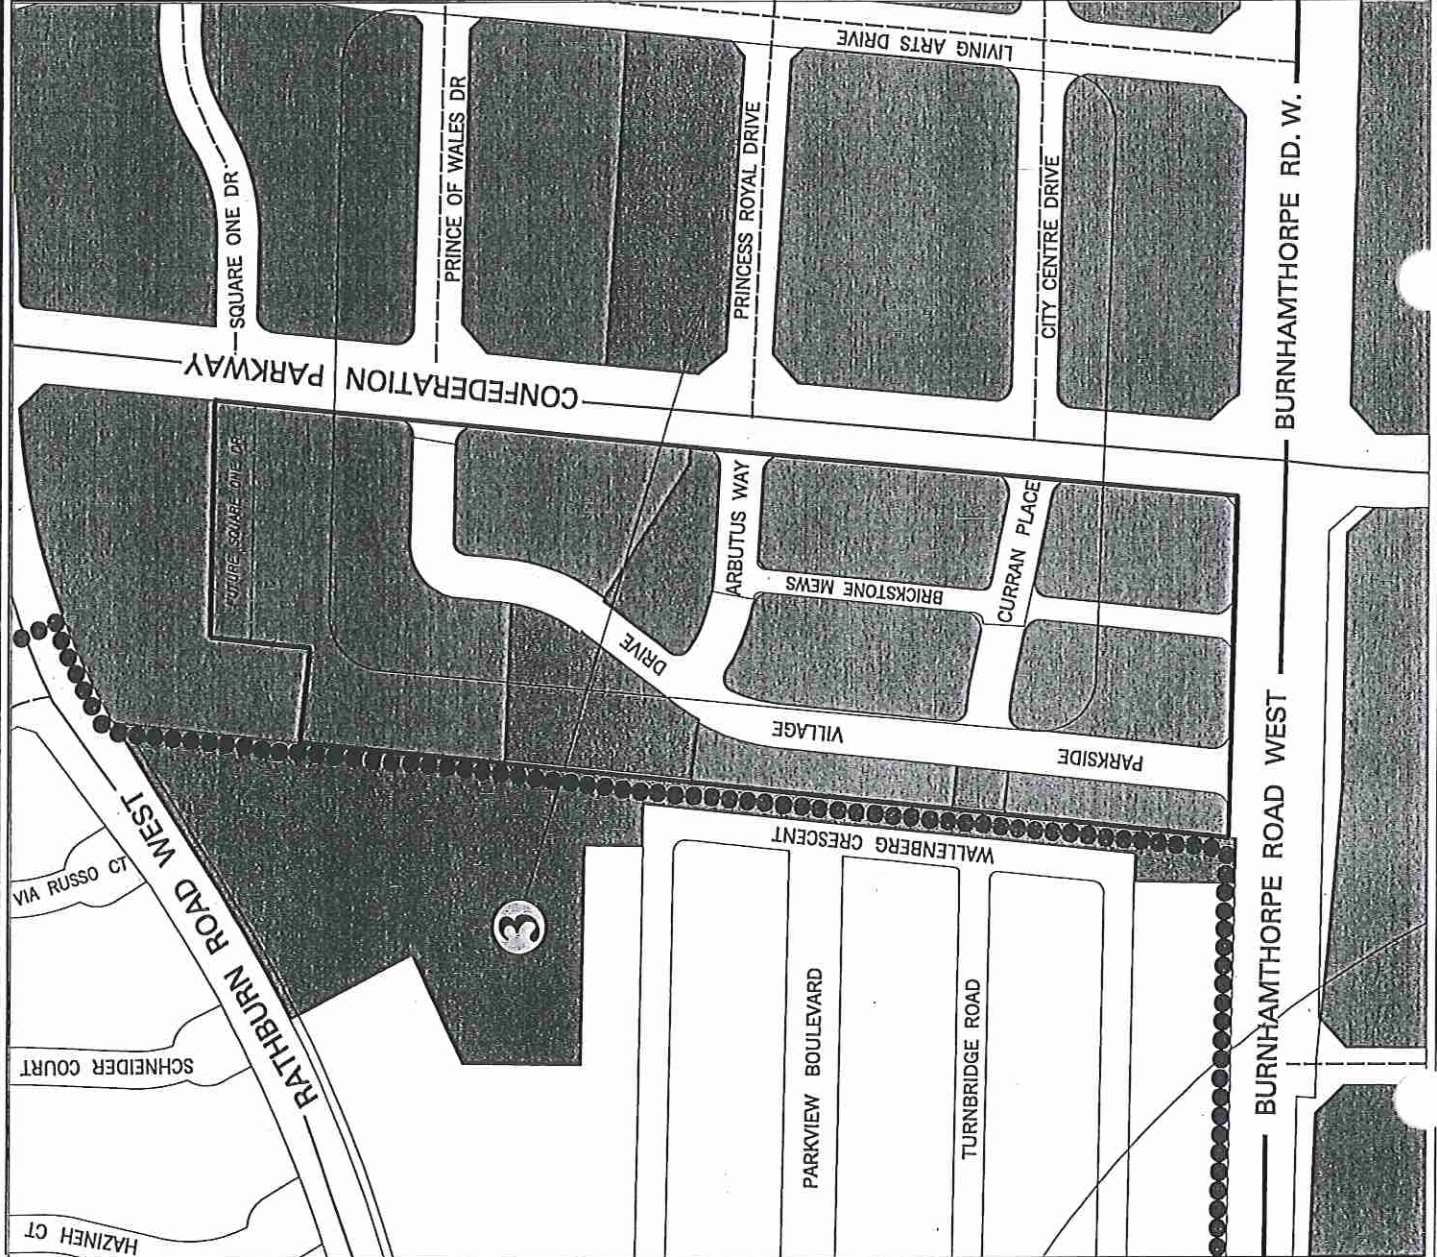 LIVING ARTS DRIVE
SQUARE ONE DR.
PRINCE OF WALES DR
PRINCESS ROYAL DRIVE
CITY CENTRE DRIVE
BURNHAMTHORPE RD. W.
CONFEDERATION PARKWAY
FUTURE SQUARE ONE DR.
ARBUTUS WAY
CURRAN PLACE
BRICKSTONE MEWS
PARKSIDE VILLAGE DRIVE
WALLENBERG CRESCENT
BURNHAMTHORPE ROAD WEST
RATHBURN ROAD WEST
VIA RUSSO CT
3
SCHNEIDER COURT
PARKVIEW BOULEVARD
TURNBRIDGE ROAD
HAZINEH CT